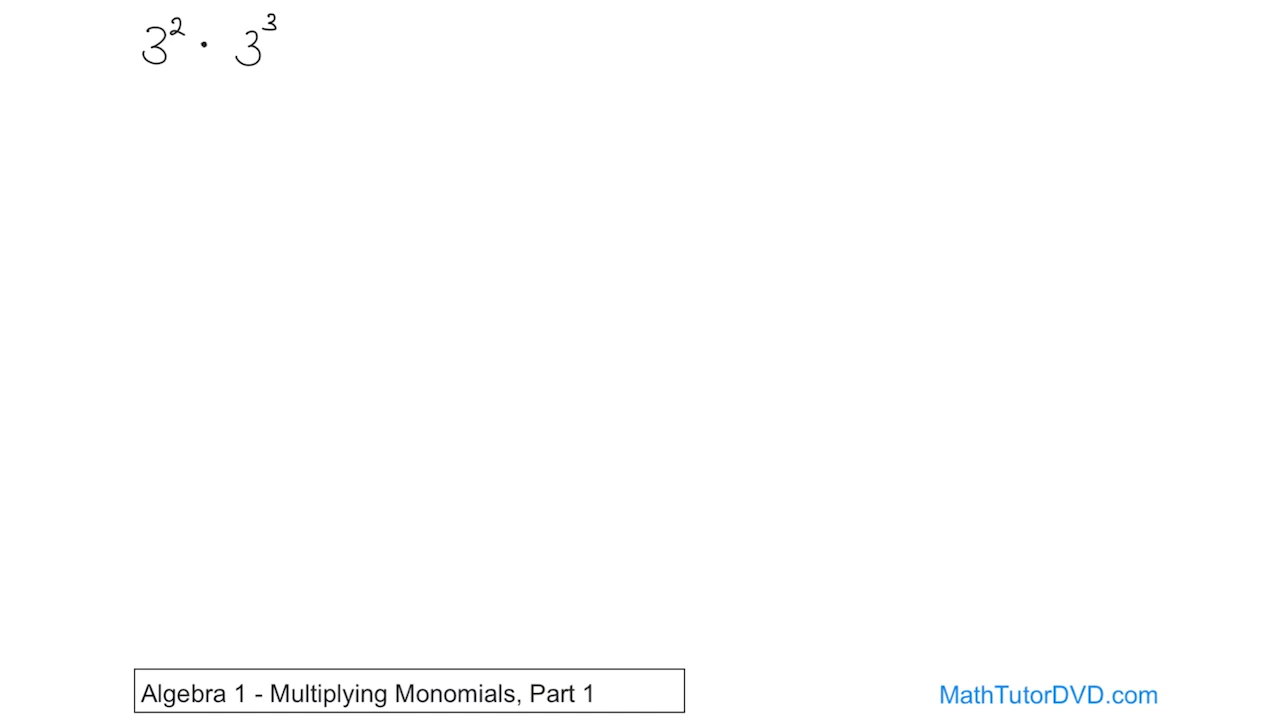 3² · 3³
Algebra 1 - Multiplying Monomials, Part 1
MathTutorDVD.com